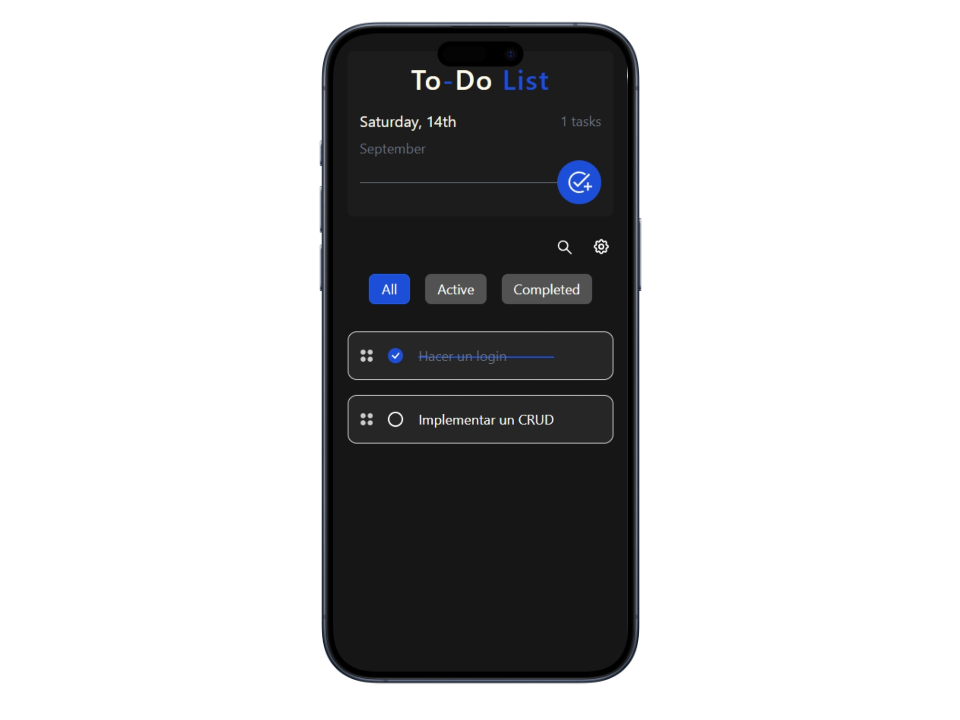 To-Do List
Saturday, 14th 1 tasks
September
All Active Completed
Hacer un login
Implementar un CRUD